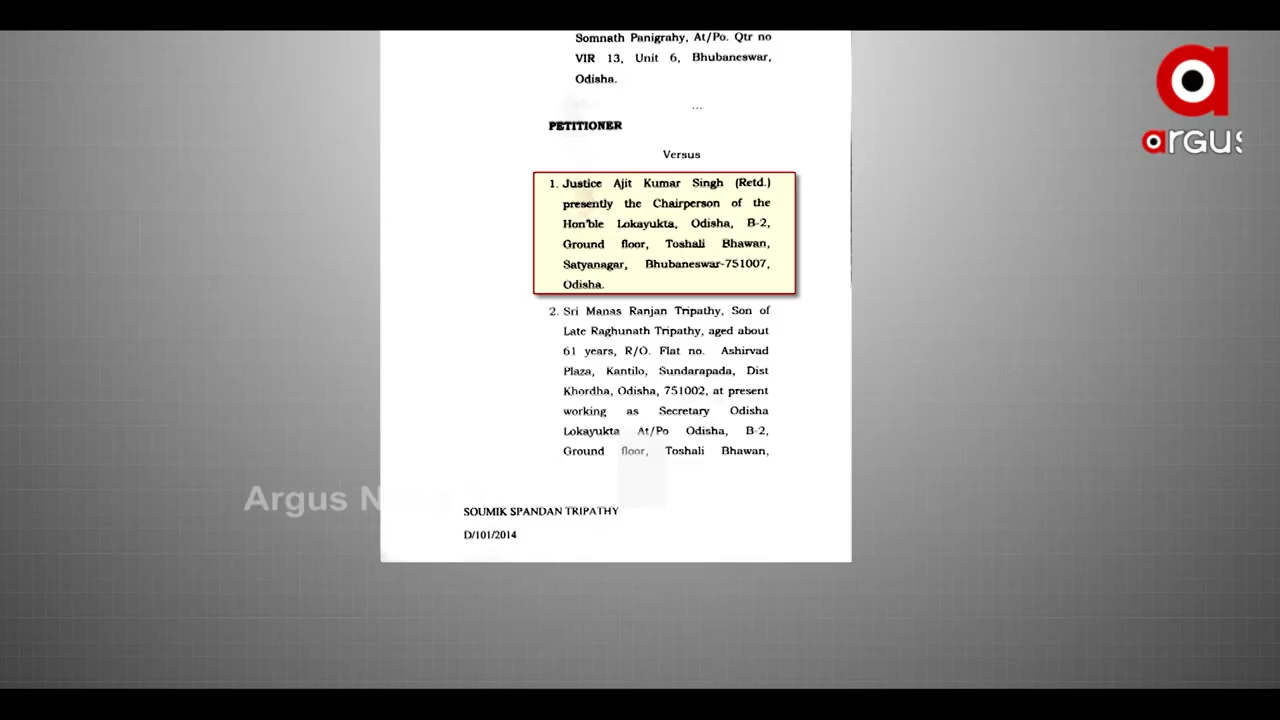 Somnath Panigrahy, At/Po. Qtr no
VIR 13, Unit 6, Bhubaneswar,
Odisha.
...
PETITIONER
Versus
1. Justice Ajit Kumar Singh (Retd.)
presently the Chairperson of the
Hon'ble Lokayukta, Odisha, B-2,
Ground floor, Toshali Bhawan,
Satyanagar, Bhubaneswar-751007,
Odisha.
2. Sri Manas Ranjan Tripathy, Son of
Late Raghunath Tripathy, aged about
61 years, R/O. Flat no. Ashirvad
Plaza, Kantilo, Sundarapada, Dist
Khordha, Odisha, 751002, at present
working as Secretary Odisha
Lokayukta At/Po Odisha, B-2,
Ground floor, Toshali Bhawan,
SOUMIK SPANDAN TRIPATHY
D/101/2014
a
argus
Argus